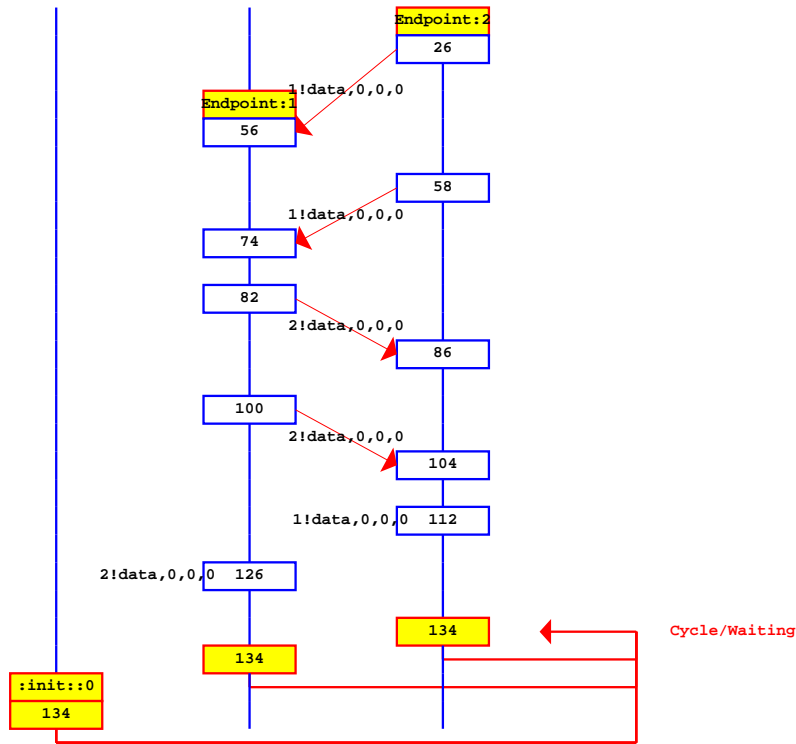 Endpoint:2
26
1!data,0,0,0
Endpoint:1
56
58
1!data,0,0,0
74
82
2!data,0,0,0
86
100
2!data,0,0,0
104
1!data,0,0,0 112
2!data,0,0,0 126
134 Cycle/Waiting
134
:init::0
134